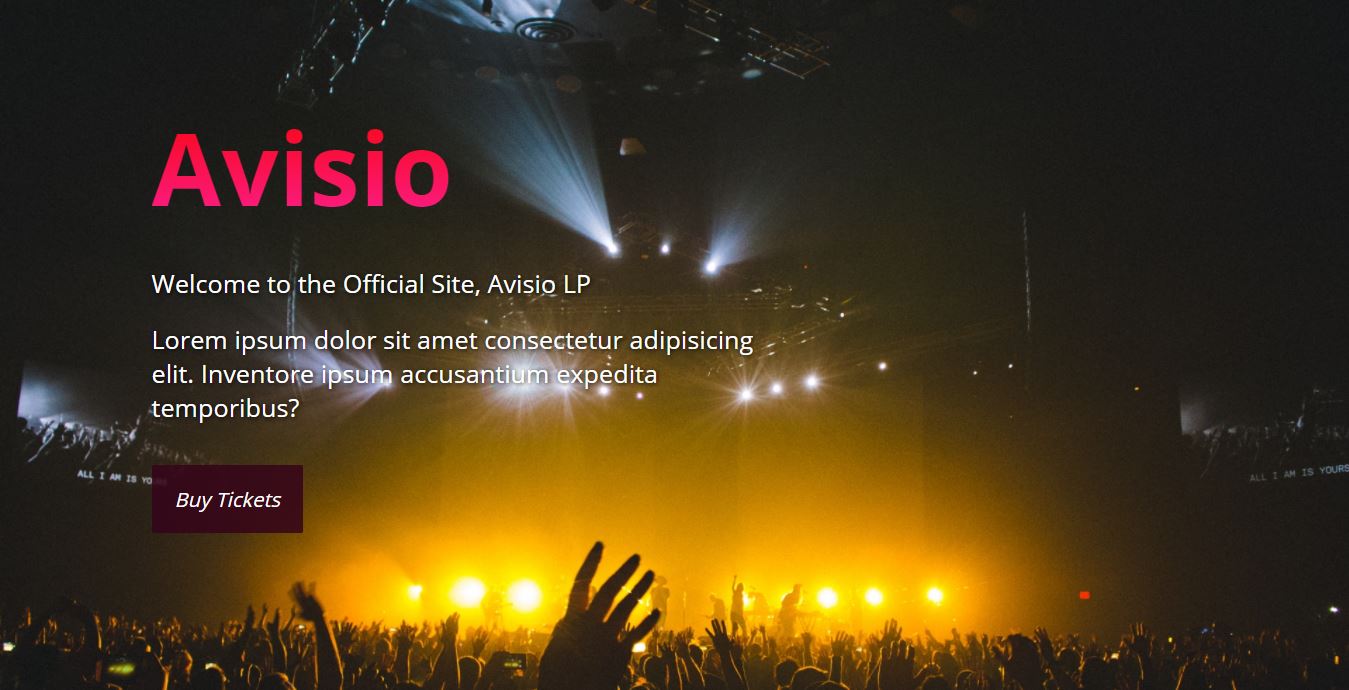 Avisio
Welcome to the Official Site, Avisio LP
Lorem ipsum dolor sit amet consectetur adipisicing
elit. Inventore ipsum accusantium expedita
temporibus?
ALL I AM IS YOURS
ALL I AM IS YO
Buy Tickets